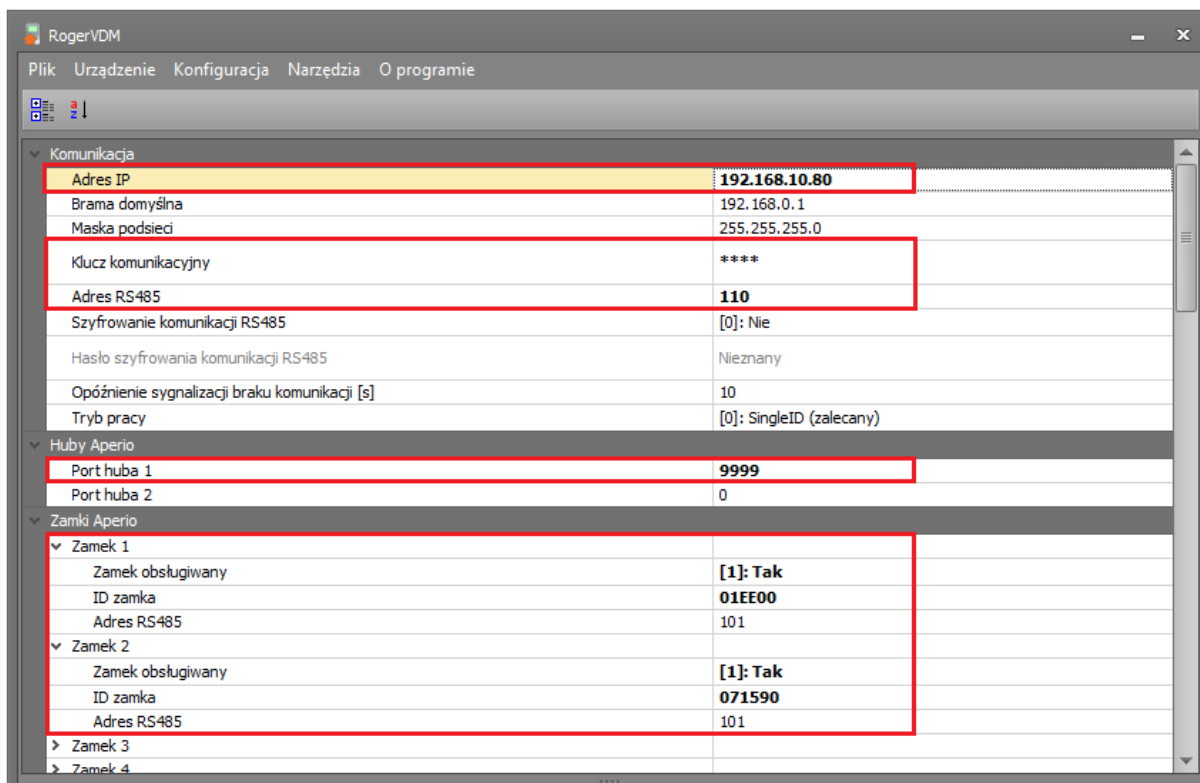 RogerVDM
Plik Urządzenie Konfiguracja Narzędzia O programie
Komunikacja
Adres IP 192.168.10.80
Brama domyślna 192.168.0.1
Maska podsieci 255.255.255.0
Klucz komunikacyjny ****
Adres RS485 110
Szyfrowanie komunikacji RS485 [0]: Nie
Hasło szyfrowania komunikacji RS485 Nieznany
Opóźnienie sygnalizacji braku komunikacji [s] 10
Tryb pracy [0]: SingleID (zalecany)
Huby Aperio
Port huba 1 9999
Port huba 2 0
Zamki Aperio
Zamek 1
Zamek obsługiwany [1]: Tak
ID zamka 01EE00
Adres RS485 101
Zamek 2
Zamek obsługiwany [1]: Tak
ID zamka 071590
Adres RS485 101
Zamek 3
Zamek 4